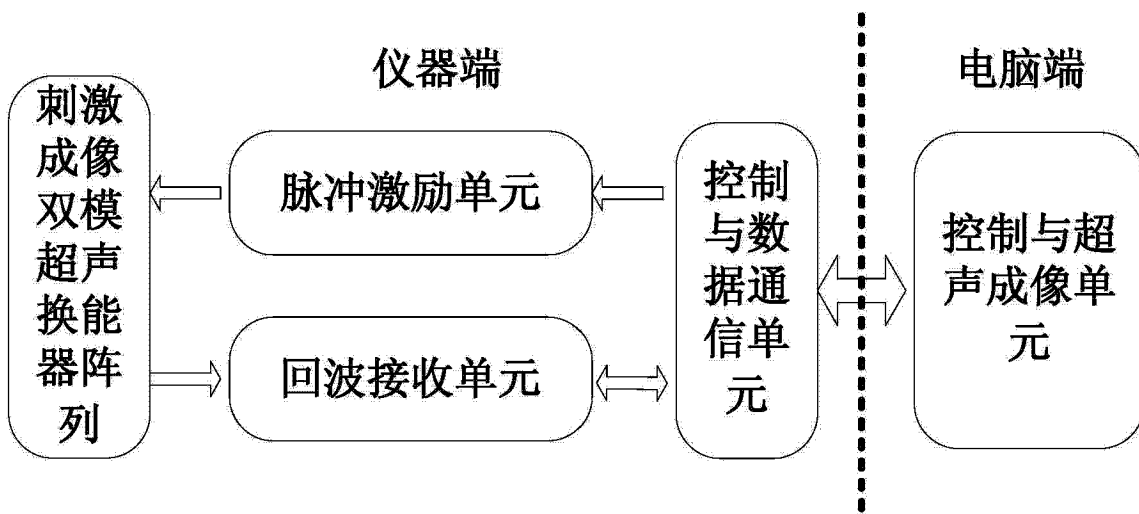 仪器端
电脑端
刺激
成像
双模
超声
换能
器阵
列
脉冲激励单元
回波接收单元
控制
与数
据通
信单
元
控制与超
声成像单
元